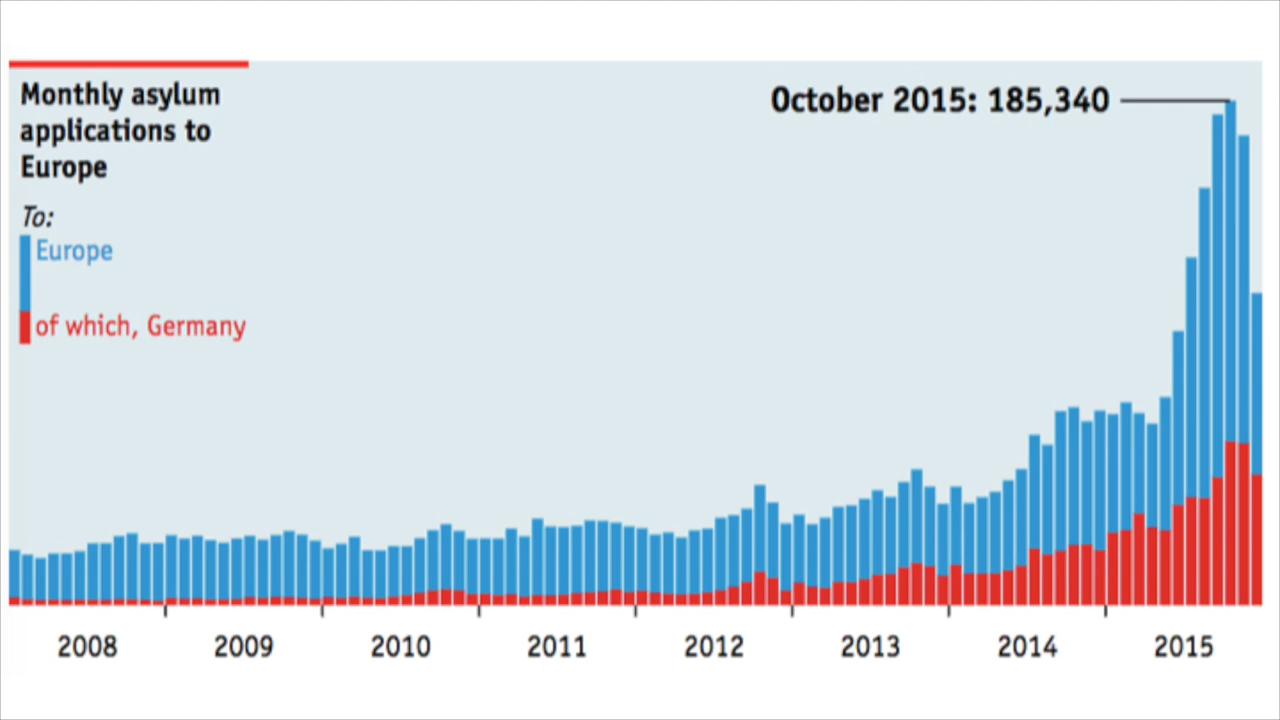 Monthly asylum
applications to
Europe
To:
Europe
of which, Germany
October 2015: 185,340
2008 2009 2010 2011 2012 2013 2014 2015